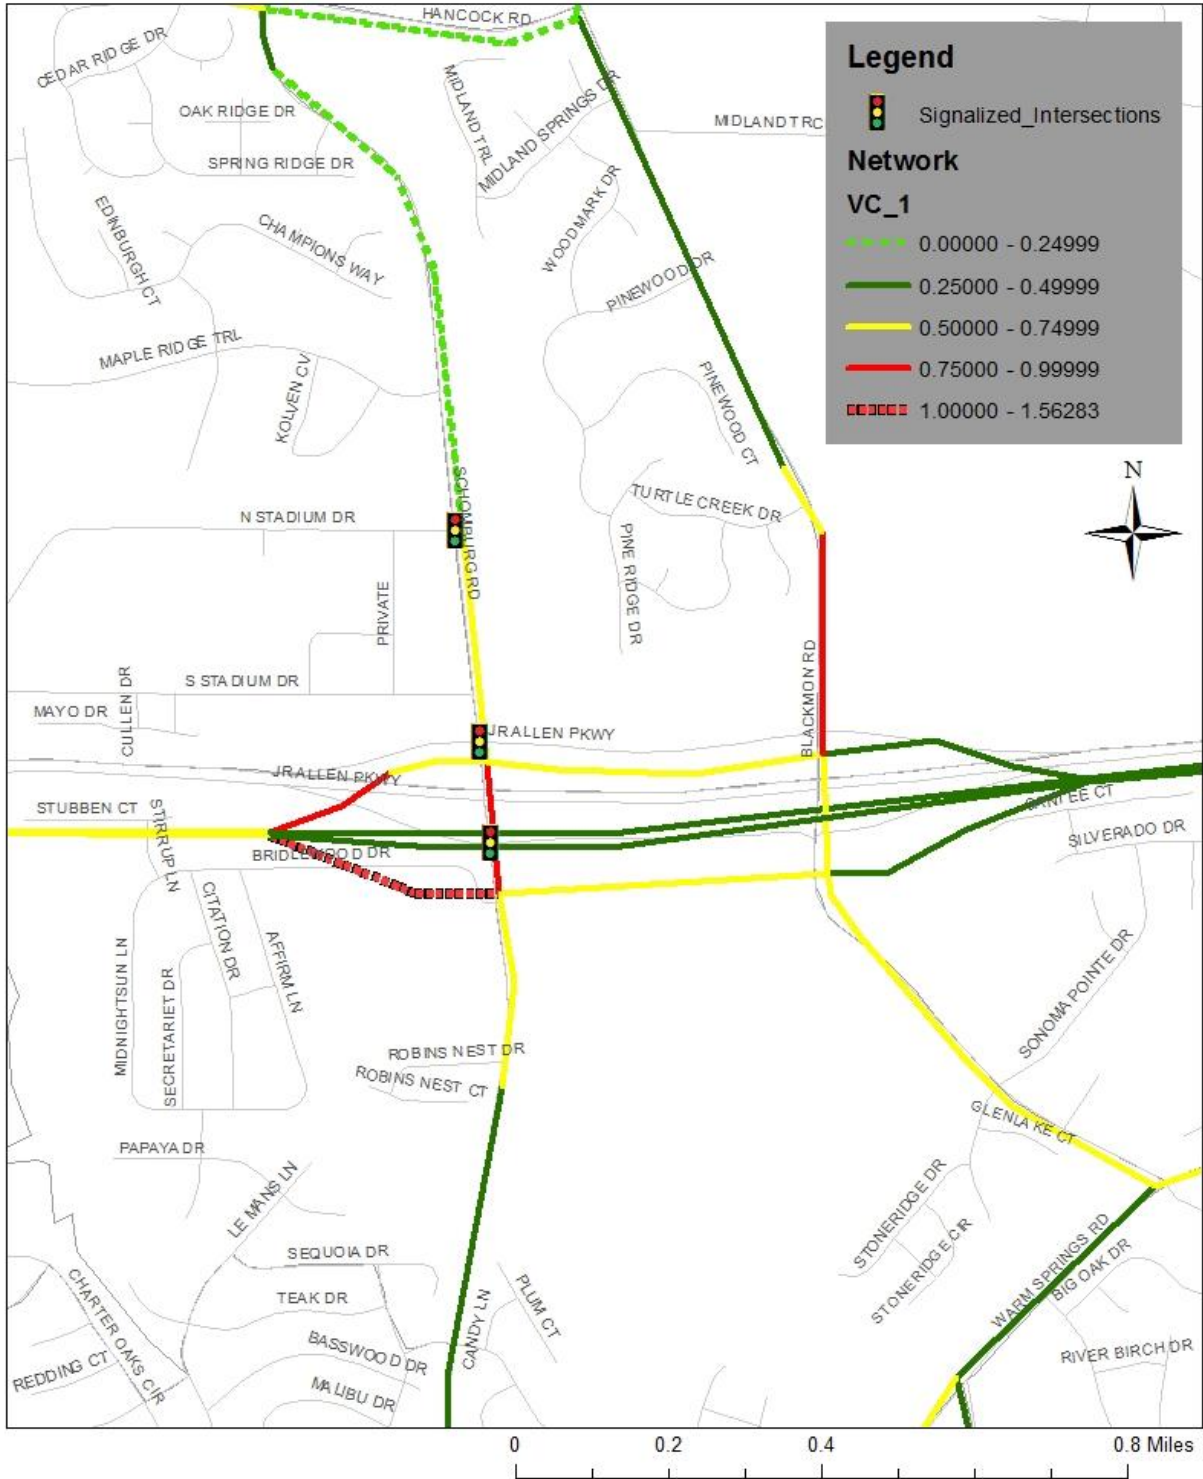 HANCOCK RD
CEDAR RIDGE DR
Legend
Signalized_Intersections
Network
VC_1
0.00000 - 0.24999
0.25000 - 0.49999
0.50000 - 0.74999
0.75000 - 0.99999
1.00000 - 1.56283
OAK RIDGE DR
MIDLAND TRL
MIDLAND SPRINGS DR
MIDLAND TRC
SPRING RIDGE DR
EDINBURGH CT
CHAMPIONS WAY
WOODMARK DR
PINEWOOD DR
MAPLE RIDGE TRL
KOLVEN CV
PINEWOOD CT
N
SCHOMBURG RD
N STADIUM DR
TURTLE CREEK DR
PINE RIDGE DR
PRIVATE
BLACKMON RD
S STADIUM DR
CULLEN DR
MAYO DR
JR ALLEN PKWY
JR ALLEN PKWY
STUBBEN CT
STIRRUP LN
SILVERADO DR
BRIDLEWOOD DR
CITATION DR
AFFIRM LN
MIDNIGHTSUN LN
SECRETARIET DR
SONOMA POINTE DR
ROBINS NEST DR
ROBINS NEST CT
GLENLAKE CT
PAPAYA DR
LE MANS LN
STONERIDGE DR
STONERIDGE CIR
WARM SPRINGS RD
BIG OAK DR
SEQUOIA DR
TEAK DR
PLUM CT
CANDY LN
CHARTER OAKS CIR
BASSWOOD DR
REDDING CT
MALIBU DR
RIVER BIRCH DR
0 0.2 0.4 0.8 Miles